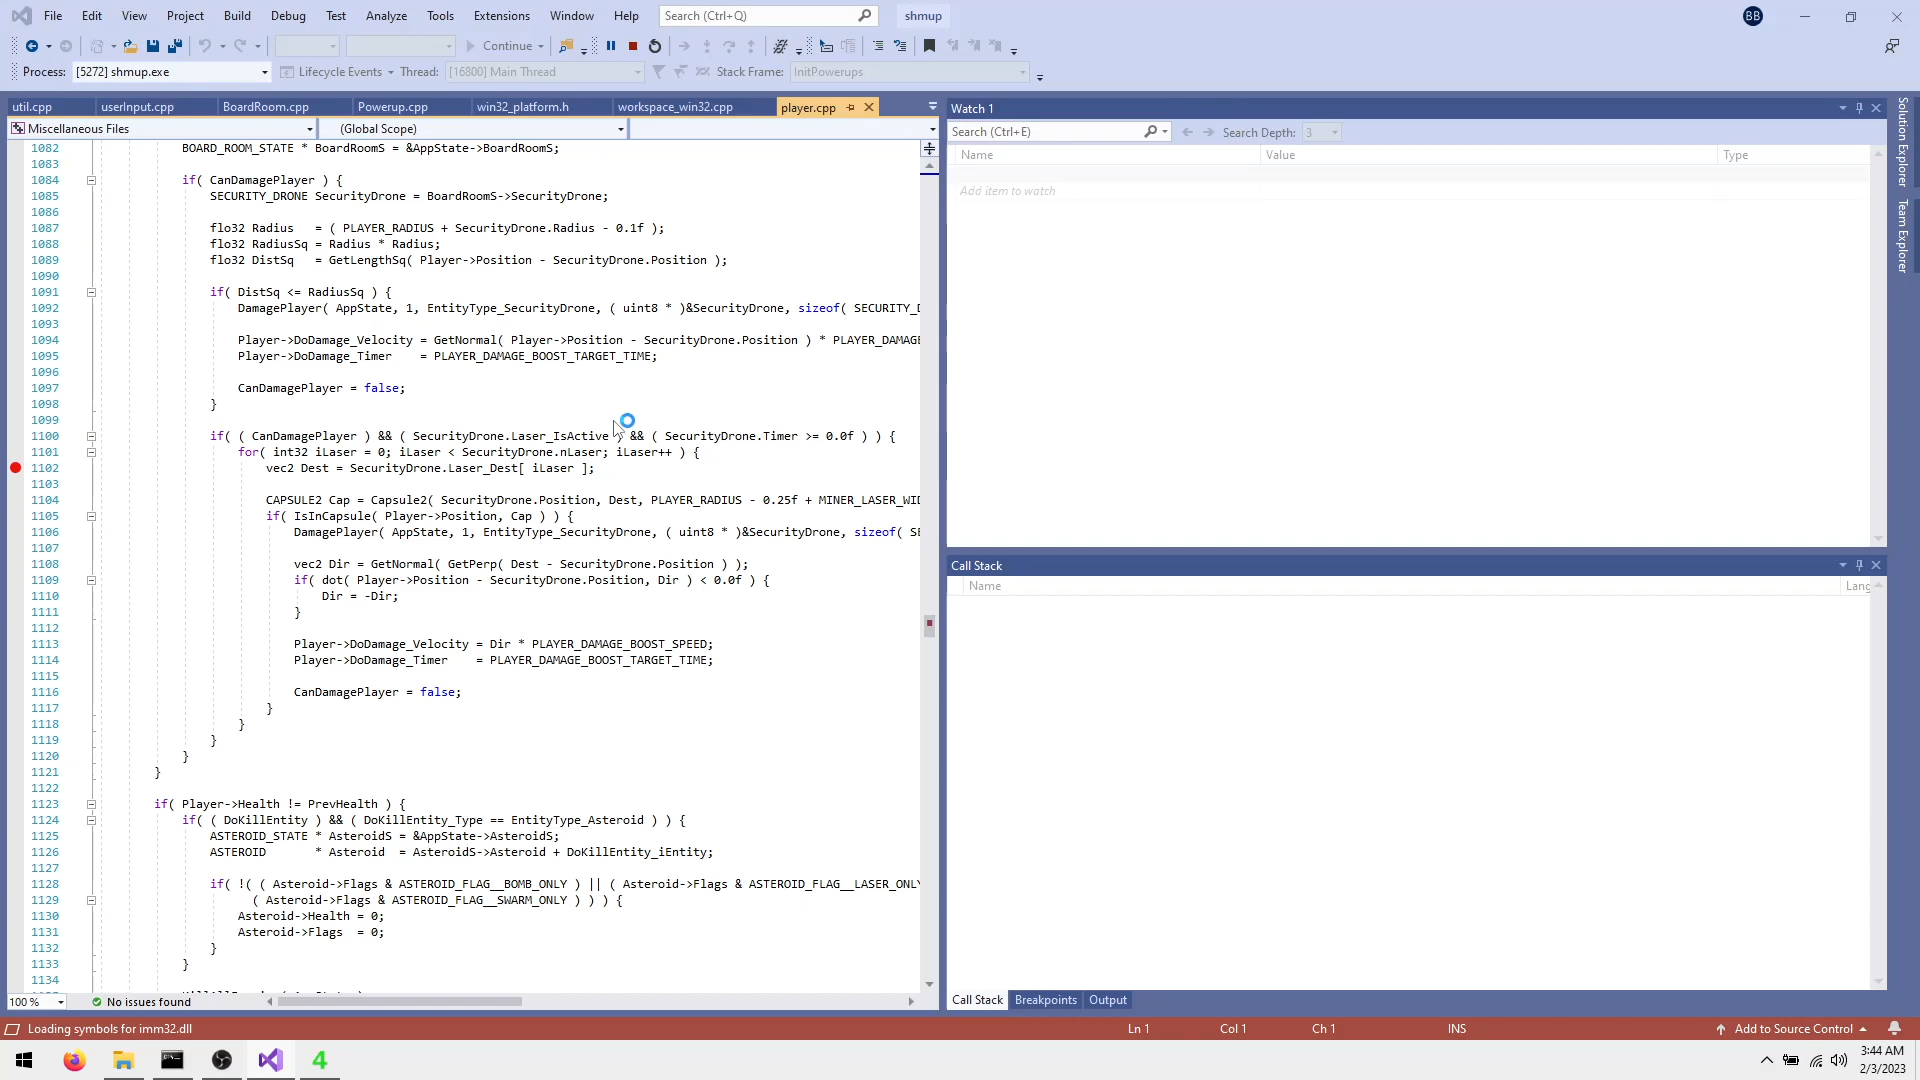 File Edit View Project Build Debug Test Analyze Tools Extensions Window Help Search (Ctrl+Q) shmup BB
Continue
Process: [5272] shmup.exe Lifecycle Events Thread: [16800] Main Thread Stack Frame: InitPowerups
util.cpp userInput.cpp BoardRoom.cpp Powerup.cpp win32_platform.h workspace_win32.cpp player.cpp
Miscellaneous Files (Global Scope)
1082 BOARD_ROOM_STATE * BoardRoomS = &AppState->BoardRoomS;
1083
1084 if( CanDamagePlayer ) {
1085 SECURITY_DRONE SecurityDrone = BoardRoomS->SecurityDrone;
1086
1087 flo32 Radius   = ( PLAYER_RADIUS + SecurityDrone.Radius - 0.1f );
1088 flo32 RadiusSq = Radius * Radius;
1089 flo32 DistSq   = GetLengthSq( Player->Position - SecurityDrone.Position );
1090
1091 if( DistSq <= RadiusSq ) {
1092 DamagePlayer( AppState, 1, EntityType_SecurityDrone, ( uint8 * )&SecurityDrone, sizeof( SECURITY_D
1093
1094 Player->DoDamage_Velocity = GetNormal( Player->Position - SecurityDrone.Position ) * PLAYER_DAMAGE
1095 Player->DoDamage_Timer    = PLAYER_DAMAGE_BOOST_TARGET_TIME;
1096
1097 CanDamagePlayer = false;
1098 }
1099
1100 if( ( CanDamagePlayer ) && ( SecurityDrone.Laser_IsActive ) && ( SecurityDrone.Timer >= 0.0f ) ) {
1101 for( int32 iLaser = 0; iLaser < SecurityDrone.nLaser; iLaser++ ) {
1102 vec2 Dest = SecurityDrone.Laser_Dest[ iLaser ];
1103
1104 CAPSULE2 Cap = Capsule2( SecurityDrone.Position, Dest, PLAYER_RADIUS - 0.25f + MINER_LASER_WID
1105 if( IsInCapsule( Player->Position, Cap ) ) {
1106 DamagePlayer( AppState, 1, EntityType_SecurityDrone, ( uint8 * )&SecurityDrone, sizeof( SE
1107
1108 vec2 Dir = GetNormal( GetPerp( Dest - SecurityDrone.Position ) );
1109 if( dot( Player->Position - SecurityDrone.Position, Dir ) < 0.0f ) {
1110 Dir = -Dir;
1111 }
1112
1113 Player->DoDamage_Velocity = Dir * PLAYER_DAMAGE_BOOST_SPEED;
1114 Player->DoDamage_Timer    = PLAYER_DAMAGE_BOOST_TARGET_TIME;
1115
1116 CanDamagePlayer = false;
1117 }
1118 }
1119 }
1120 }
1121 }
1122
1123 if( Player->Health != PrevHealth ) {
1124 if( ( DoKillEntity ) && ( DoKillEntity_Type == EntityType_Asteroid ) ) {
1125 ASTEROID_STATE * AsteroidS = &AppState->AsteroidS;
1126 ASTEROID       * Asteroid  = AsteroidS->Asteroid + DoKillEntity_iEntity;
1127
1128 if( !( ( Asteroid->Flags & ASTEROID_FLAG__BOMB_ONLY ) || ( Asteroid->Flags & ASTEROID_FLAG__LASER_ONLY
1129 ( Asteroid->Flags & ASTEROID_FLAG__SWARM_ONLY ) ) ) {
1130 Asteroid->Health = 0;
1131 Asteroid->Flags  = 0;
1132 }
1133 }
1134
100 % No issues found
Watch 1
Search (Ctrl+E) Search Depth: 3
Name Value Type
Add item to watch
Call Stack
Name Lang
Call Stack Breakpoints Output
Solution Explorer
Team Explorer
Loading symbols for imm32.dll Ln 1 Col 1 Ch 1 INS Add to Source Control
4
3:44 AM
2/3/2023